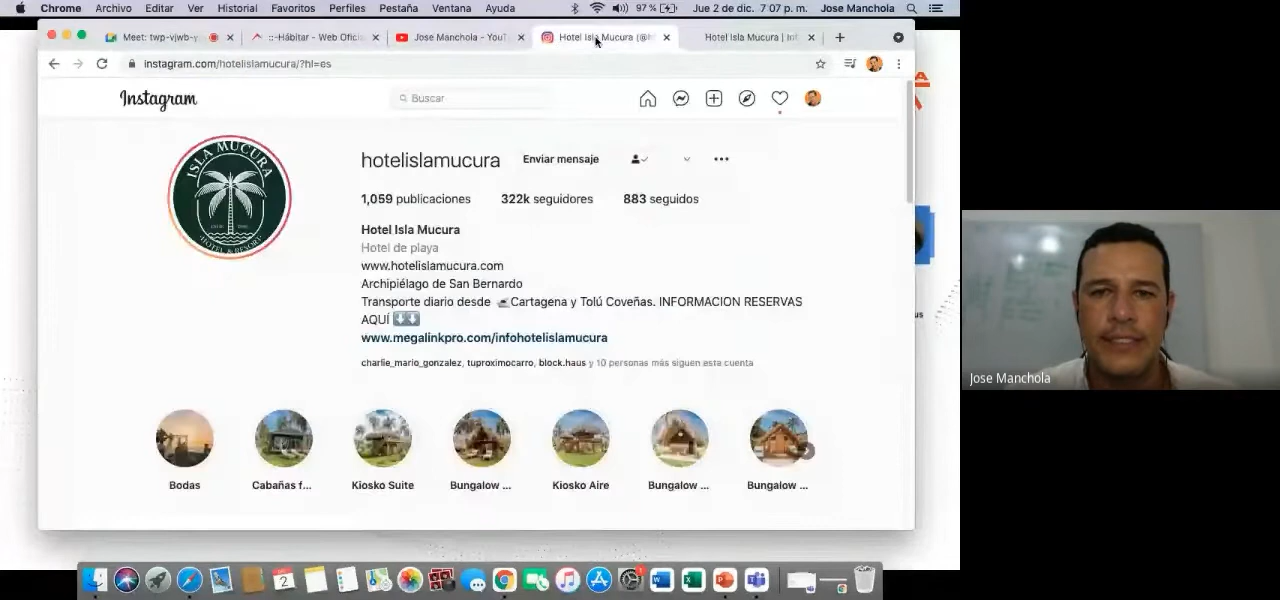 Chrome Archivo Editar Ver Historial Favoritos Perfiles Pestaña Ventana Ayuda 97 % Jue 2 de dic. 7:07 p. m. Jose Manchola
Meet: twp-vjwb-y ::-Hábitar - Web Oficia Jose Manchola - YouT Hotel Isla Mucura (@h Hotel Isla Mucura | Inf
instagram.com/hotelislamucura/?hl=es
Instagram
Buscar
ISLA MUCURA
HOTEL & RESORT
hotelislamucura Enviar mensaje
1,059 publicaciones 322k seguidores 883 seguidos
Hotel Isla Mucura
Hotel de playa
www.hotelislamucura.com
Archipiélago de San Bernardo
Transporte diario desde Cartagena y Tolú Coveñas. INFORMACION RESERVAS
AQUÍ
www.megalinkpro.com/infohotelislamucura
charlie_mario_gonzalez, tuproximocarro, block.haus y 10 personas más siguen esta cuenta
Bodas Cabañas f... Kiosko Suite Bungalow ... Kiosko Aire Bungalow ... Bungalow ...
Jose Manchola